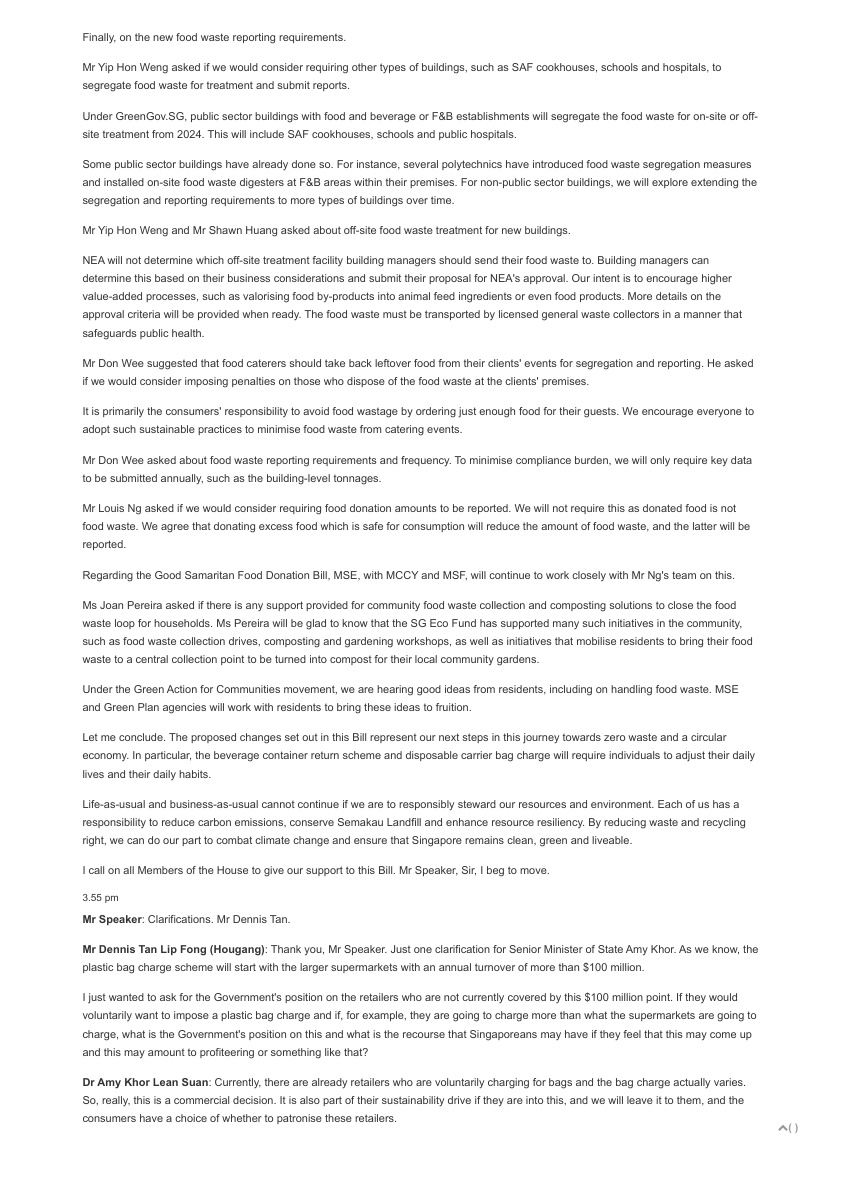 Finally, on the new food waste reporting requirements.
Mr Yip Hon Weng asked if we would consider requiring other types of buildings, such as SAF cookhouses, schools and hospitals, to
segregate food waste for treatment and submit reports.
Under GreenGov.SG, public sector buildings with food and beverage or F&B establishments will segregate the food waste for on-site or off-
site treatment from 2024. This will include SAF cookhouses, schools and public hospitals.
Some public sector buildings have already done so. For instance, several polytechnics have introduced food waste segregation measures
and installed on-site food waste digesters at F&B areas within their premises. For non-public sector buildings, we will explore extending the
segregation and reporting requirements to more types of buildings over time.
Mr Yip Hon Weng and Mr Shawn Huang asked about off-site food waste treatment for new buildings.
NEA will not determine which off-site treatment facility building managers should send their food waste to. Building managers can
determine this based on their business considerations and submit their proposal for NEA's approval. Our intent is to encourage higher
value-added processes, such as valorising food by-products into animal feed ingredients or even food products. More details on the
approval criteria will be provided when ready. The food waste must be transported by licensed general waste collectors in a manner that
safeguards public health.
Mr Don Wee suggested that food caterers should take back leftover food from their clients' events for segregation and reporting. He asked
if we would consider imposing penalties on those who dispose of the food waste at the clients' premises.
It is primarily the consumers' responsibility to avoid food wastage by ordering just enough food for their guests. We encourage everyone to
adopt such sustainable practices to minimise food waste from catering events.
Mr Don Wee asked about food waste reporting requirements and frequency. To minimise compliance burden, we will only require key data
to be submitted annually, such as the building-level tonnages.
Mr Louis Ng asked if we would consider requiring food donation amounts to be reported. We will not require this as donated food is not
food waste. We agree that donating excess food which is safe for consumption will reduce the amount of food waste, and the latter will be
reported.
Regarding the Good Samaritan Food Donation Bill, MSE, with MCCY and MSF, will continue to work closely with Mr Ng's team on this.
Ms Joan Pereira asked if there is any support provided for community food waste collection and composting solutions to close the food
waste loop for households. Ms Pereira will be glad to know that the SG Eco Fund has supported many such initiatives in the community,
such as food waste collection drives, composting and gardening workshops, as well as initiatives that mobilise residents to bring their food
waste to a central collection point to be turned into compost for their local community gardens.
Under the Green Action for Communities movement, we are hearing good ideas from residents, including on handling food waste. MSE
and Green Plan agencies will work with residents to bring these ideas to fruition.
Let me conclude. The proposed changes set out in this Bill represent our next steps in this journey towards zero waste and a circular
economy. In particular, the beverage container return scheme and disposable carrier bag charge will require individuals to adjust their daily
lives and their daily habits.
Life-as-usual and business-as-usual cannot continue if we are to responsibly steward our resources and environment. Each of us has a
responsibility to reduce carbon emissions, conserve Semakau Landfill and enhance resource resiliency. By reducing waste and recycling
right, we can do our part to combat climate change and ensure that Singapore remains clean, green and liveable.
I call on all Members of the House to give our support to this Bill. Mr Speaker, Sir, I beg to move.
3.55 pm
Mr Speaker: Clarifications. Mr Dennis Tan.
Mr Dennis Tan Lip Fong (Hougang): Thank you, Mr Speaker. Just one clarification for Senior Minister of State Amy Khor. As we know, the
plastic bag charge scheme will start with the larger supermarkets with an annual turnover of more than $100 million.
I just wanted to ask for the Government's position on the retailers who are not currently covered by this $100 million point. If they would
voluntarily want to impose a plastic bag charge and if, for example, they are going to charge more than what the supermarkets are going to
charge, what is the Government's position on this and what is the recourse that Singaporeans may have if they feel that this may come up
and this may amount to profiteering or something like that?
Dr Amy Khor Lean Suan: Currently, there are already retailers who are voluntarily charging for bags and the bag charge actually varies.
So, really, this is a commercial decision. It is also part of their sustainability drive if they are into this, and we will leave it to them, and the
consumers have a choice of whether to patronise these retailers.
( )